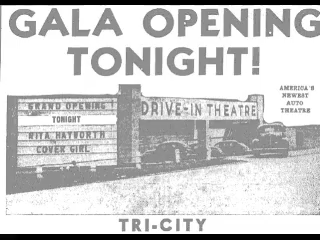 GALA OPENING
TONIGHT!
AMERICA'S
NEWEST
AUTO
THEATRE
GRAND OPENING!
TONIGHT
RITA HAYWORTH
IN
COVER GIRL
DRIVE-IN THEATRE
TRI-CITY